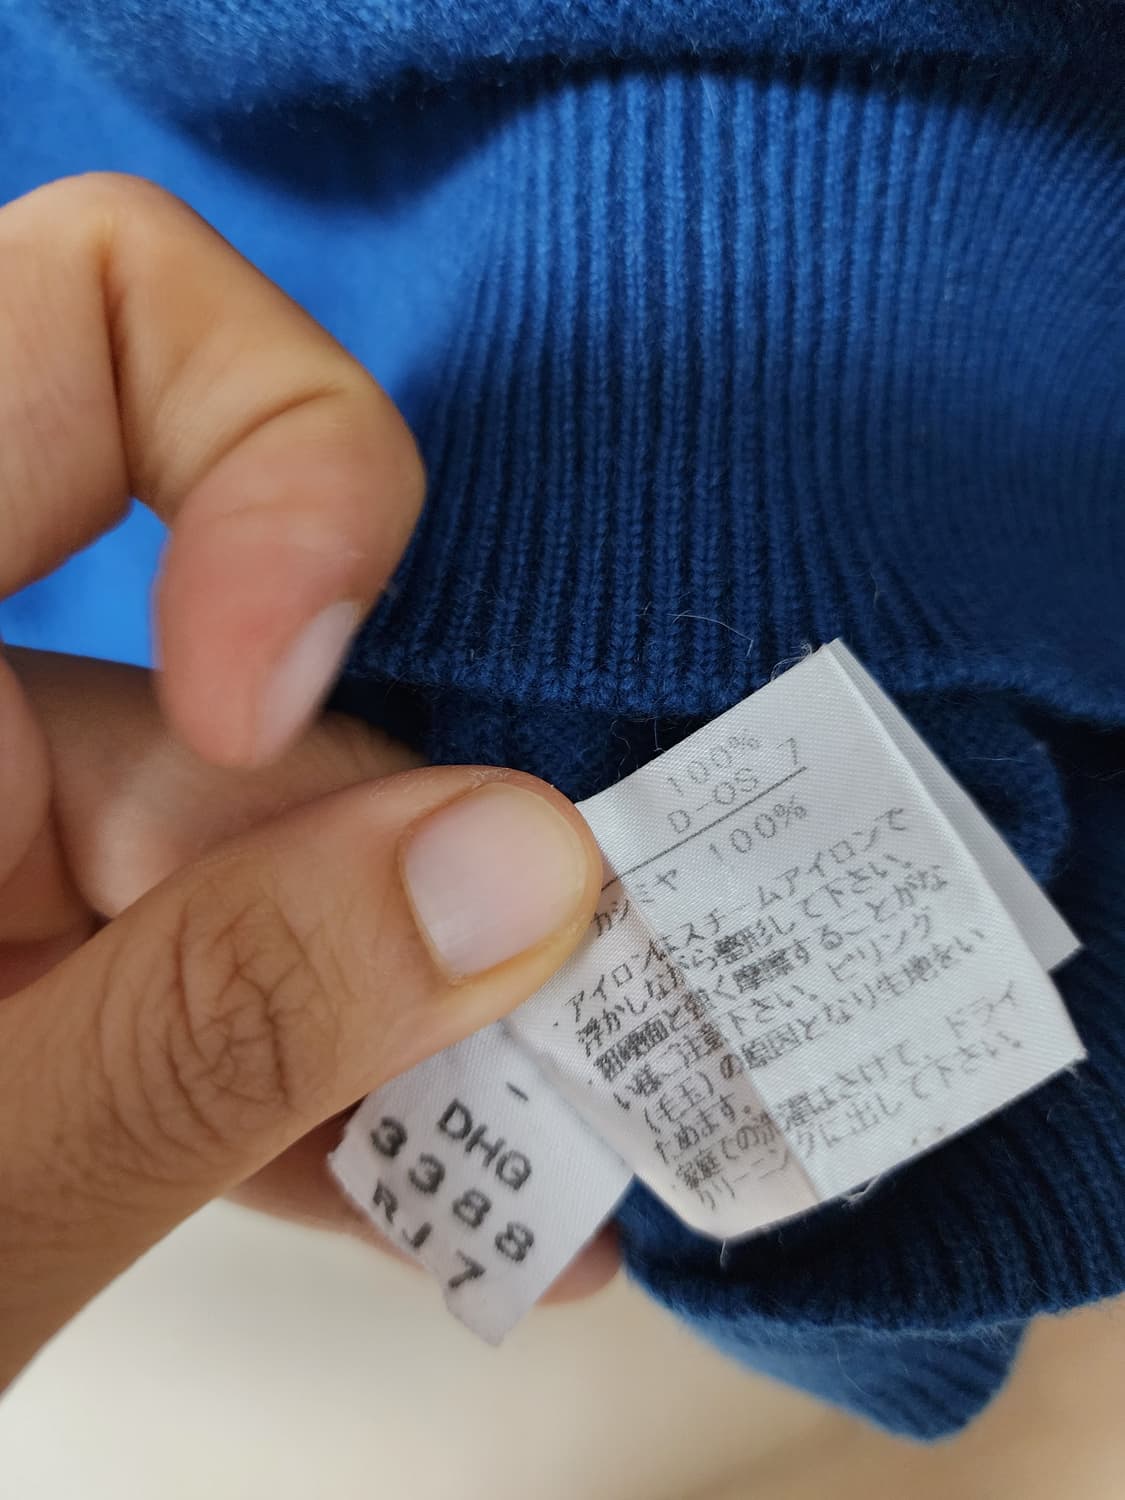 100%
D-OS 7
カシミヤ 100%
・アイロンはスチームアイロンで
浮かしながら整形して下さい。
・粗硬面と強く摩擦することがな
い様ご注意下さい。ピリング
(毛玉)の原因となり生地をい
ためます。
・家庭での洗濯はさけて、ドライ
クリーニングに出して下さい。
-
DHG
3388
RJ 7